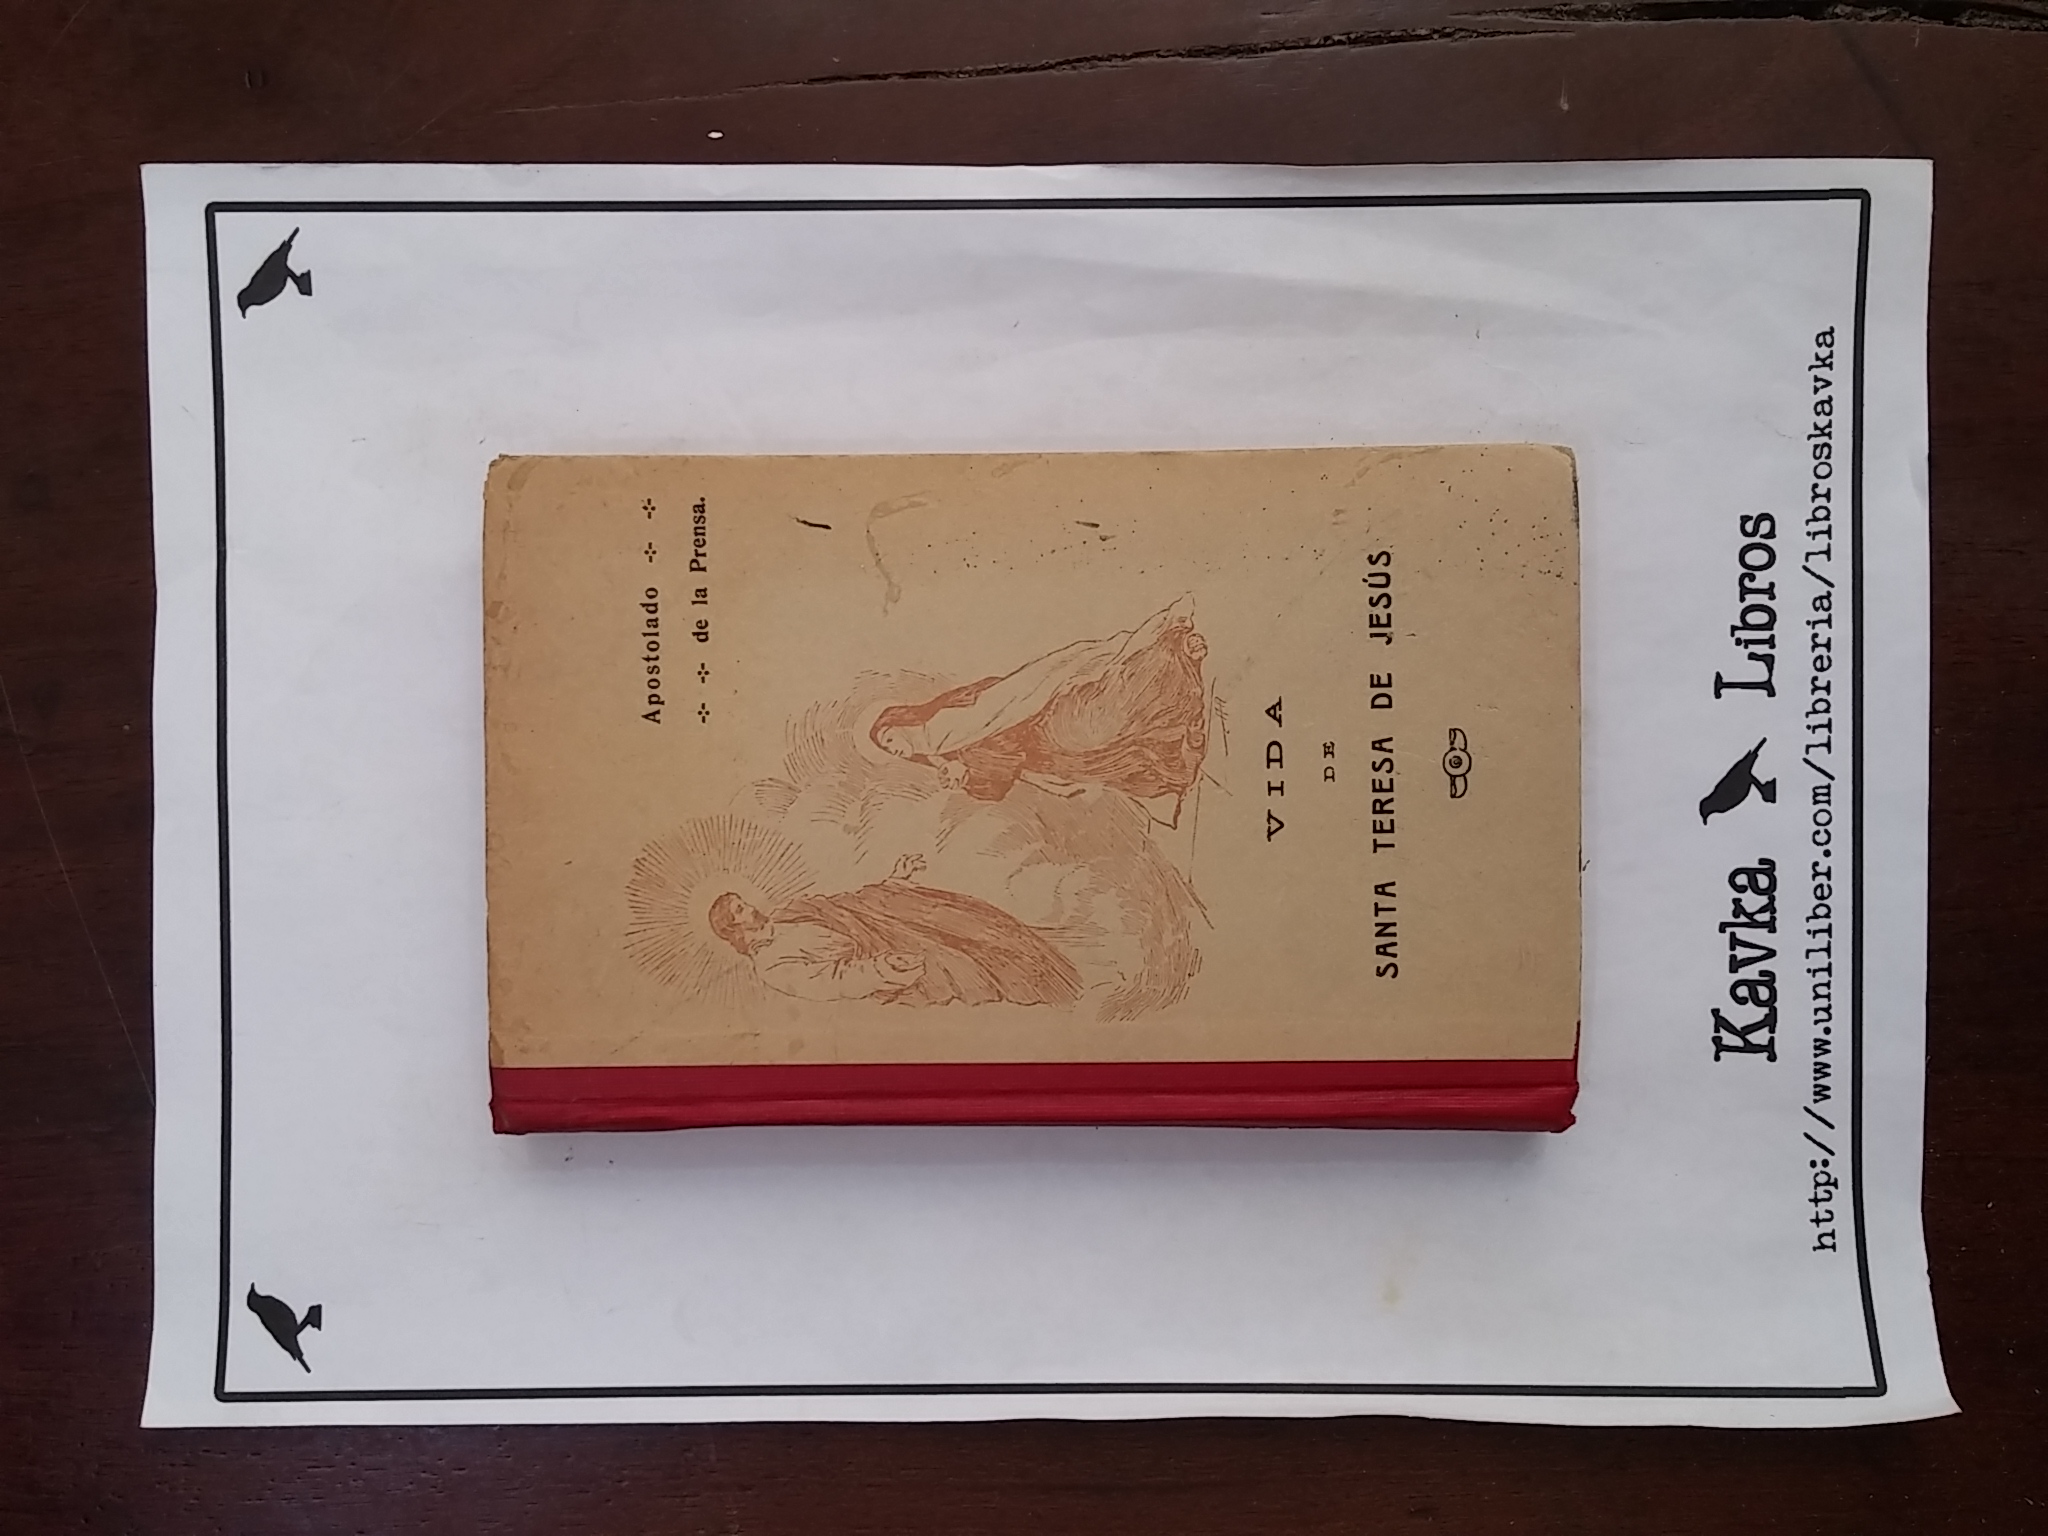 Apostolado
de la Prensa.
VIDA
DE
SANTA TERESA DE JESÚS
Kavka Libros
http://www.uniliber.com/libreria/libroskavka